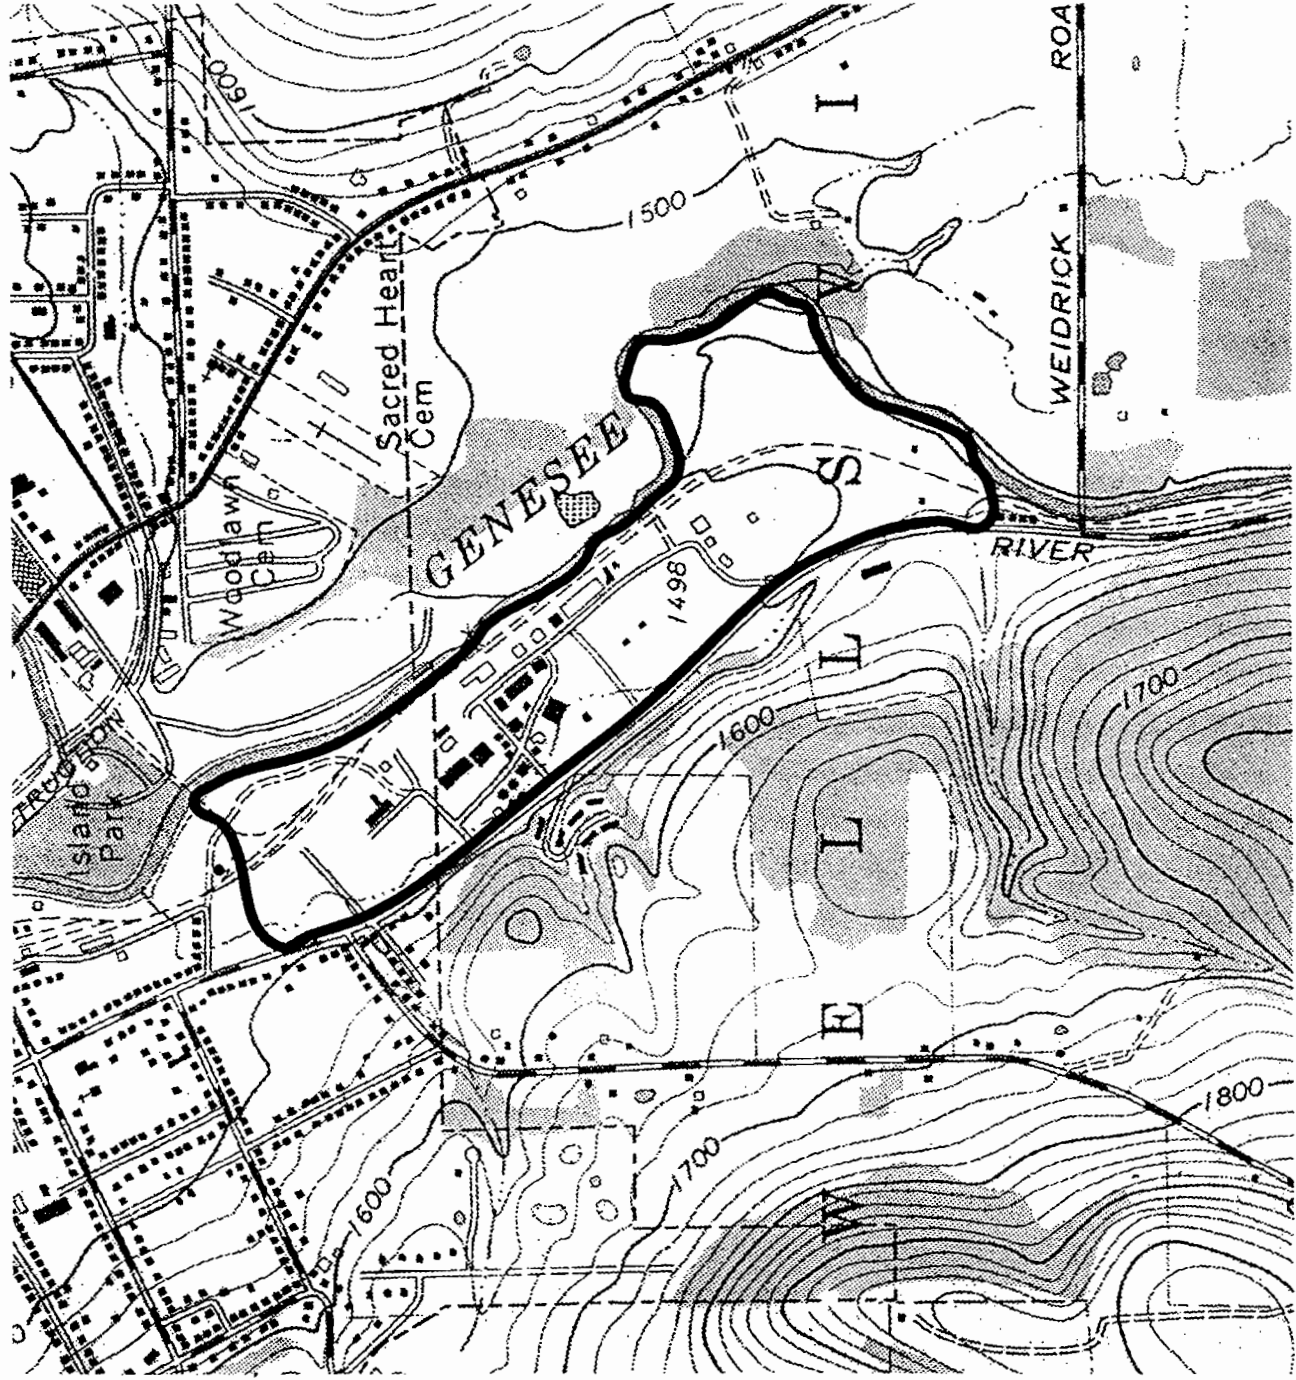 1600
I
ROA
1500
WEIDRICK
Sacred Heart
Cem
GENESEE
S
Woodlawn
Cem
RIVER
1498
L
1700
1600
Island
Park
L
E
1800
1700
1600
W